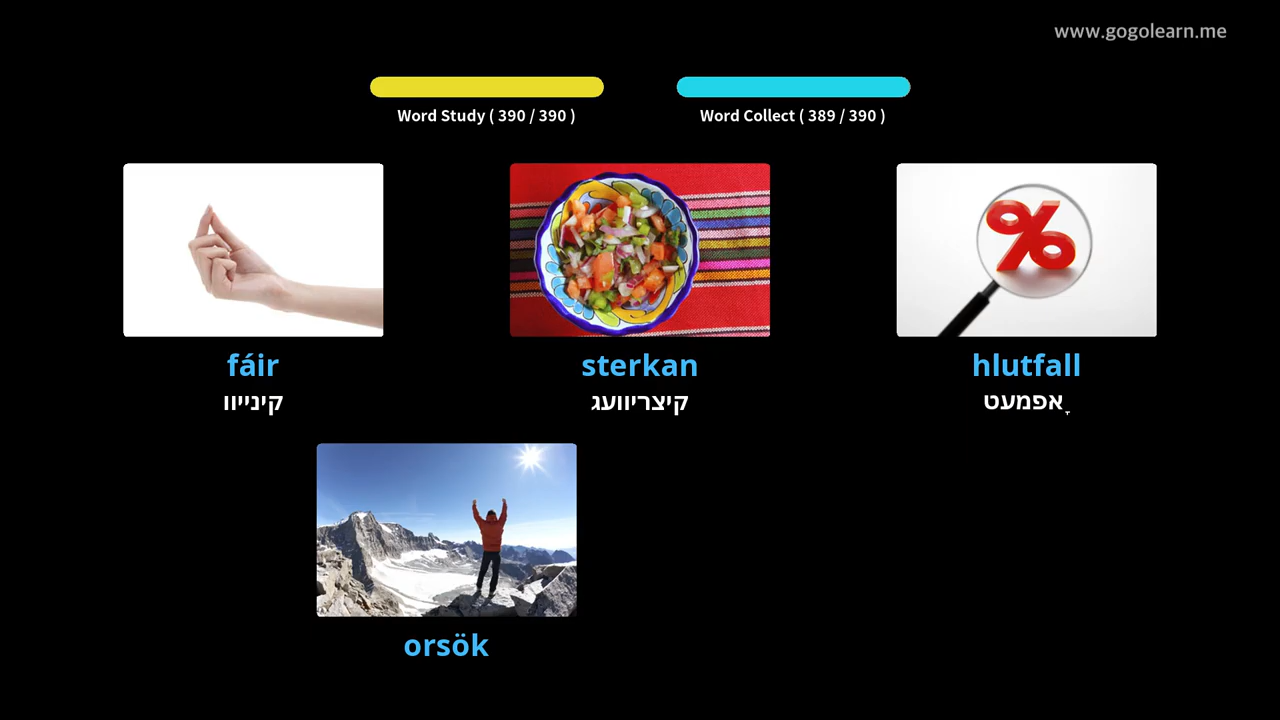 www.gogolearn.me
Word Study ( 390 / 390 )
Word Collect ( 389 / 390 )
fáir
קינייוו
sterkan
קיצריוועג
hlutfall
ָאפמעט
orsök